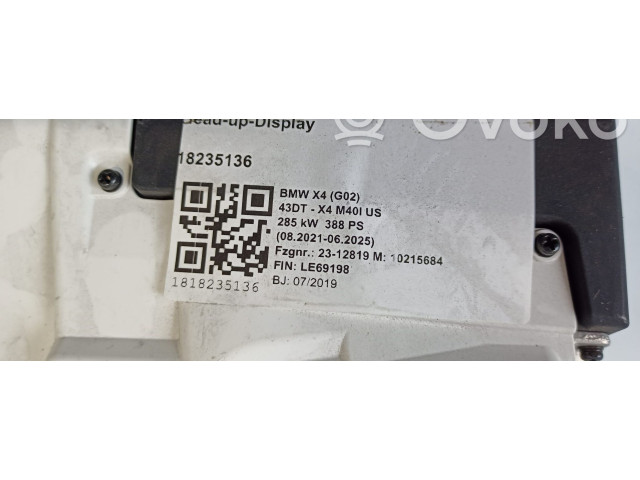 Head-up-Display
OVOKO
18235136
BMW X4 (G02)
43DT - X4 M40I US
285 kW 388 PS
(08.2021-06.2025)
Fzgnr.: 23-12819 M: 10215684
FIN: LE69198
BJ: 07/2019
1818235136